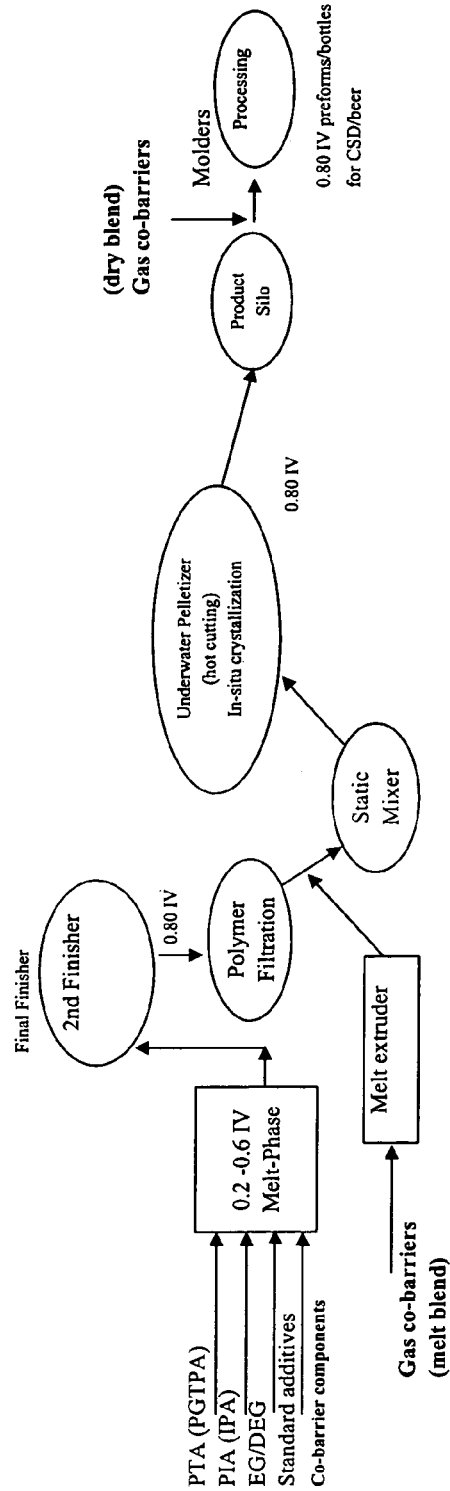 PTA (PGTPA)
PIA (IPA)
EG/DEG
Standard additives
Co-barrier components
0.2 -0.6 IV
Melt-Phase
Final Finisher
2nd Finisher
0.80 IV
Polymer
Filtration
Gas co-barriers
(melt blend)
Melt extruder
Static
Mixer
Underwater Pelletizer
(hot cutting)
In-situ crystallization
0.80 IV
Product
Silo
(dry blend)
Gas co-barriers
Molders
Processing
0.80 IV preforms/bottles
for CSD/beer